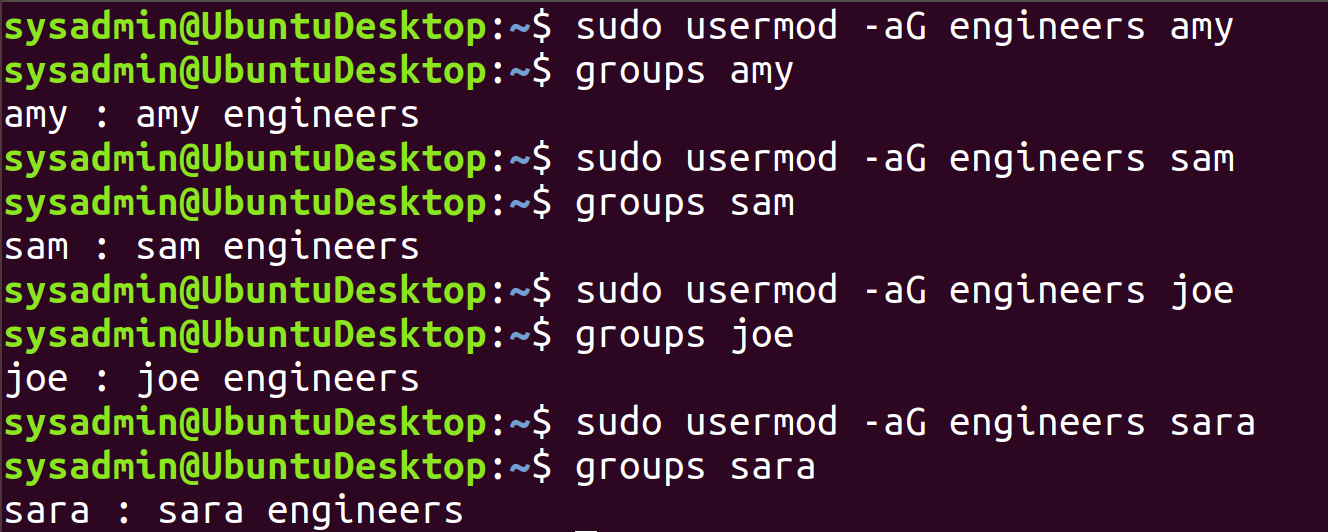 sysadmin@UbuntuDesktop:~$ sudo usermod -aG engineers amy
sysadmin@UbuntuDesktop:~$ groups amy
amy : amy engineers
sysadmin@UbuntuDesktop:~$ sudo usermod -aG engineers sam
sysadmin@UbuntuDesktop:~$ groups sam
sam : sam engineers
sysadmin@UbuntuDesktop:~$ sudo usermod -aG engineers joe
sysadmin@UbuntuDesktop:~$ groups joe
joe : joe engineers
sysadmin@UbuntuDesktop:~$ sudo usermod -aG engineers sara
sysadmin@UbuntuDesktop:~$ groups sara
sara : sara engineers